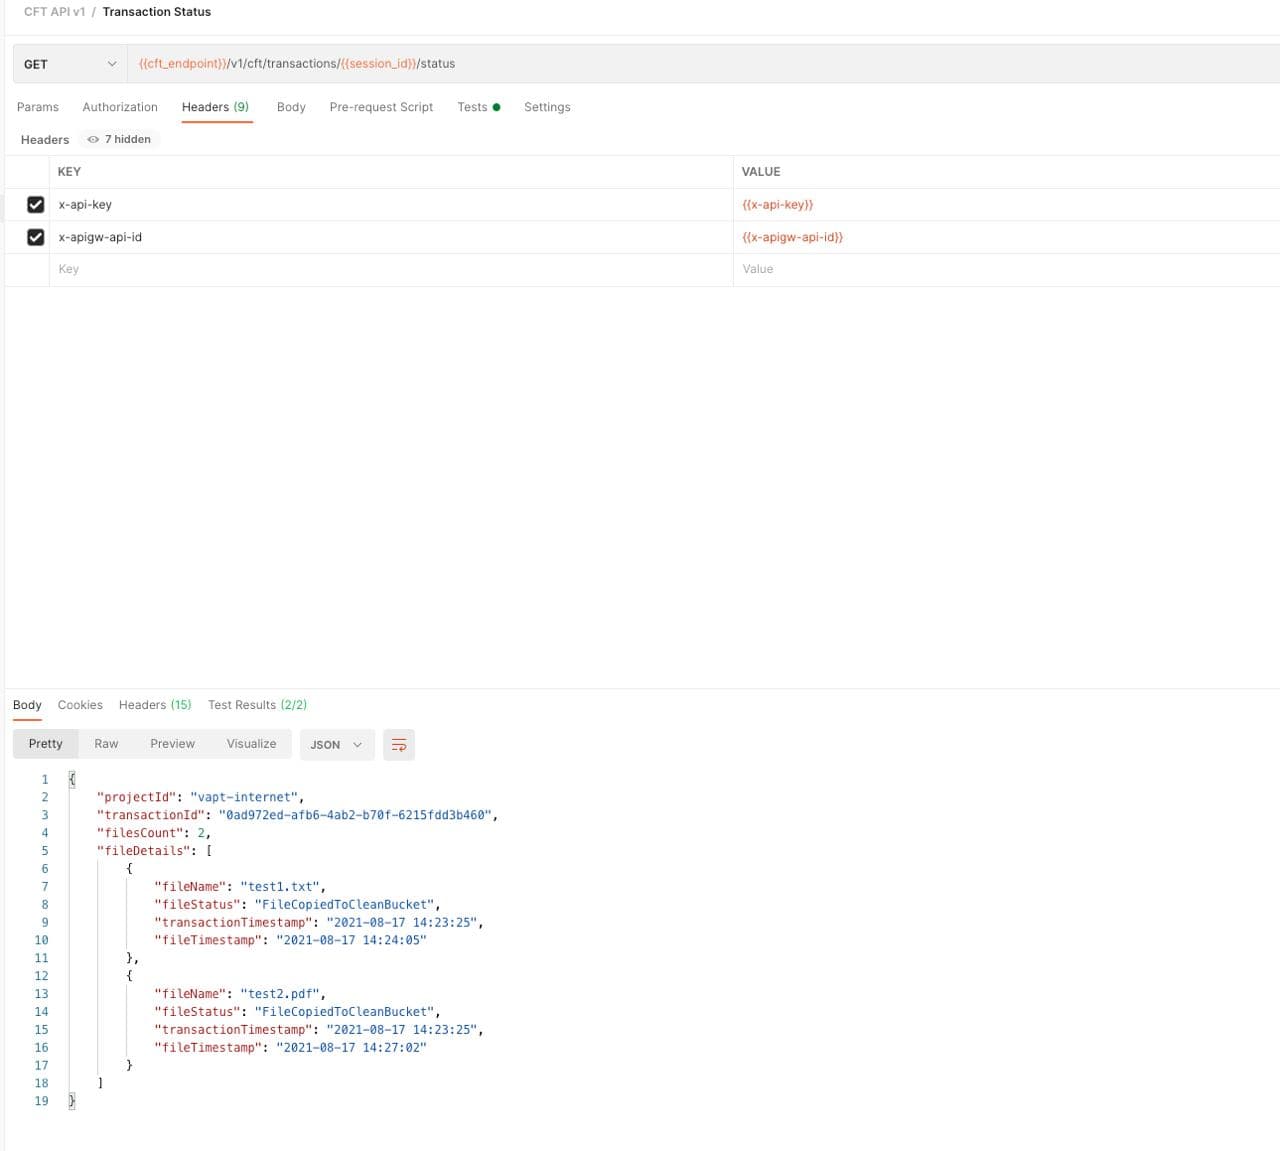 CFT API v1 / Transaction Status
GET {{cft_endpoint}}/v1/cft/transactions/{{session_id}}/status
Params Authorization Headers (9) Body Pre-request Script Tests Settings
Headers 7 hidden
KEY VALUE
x-api-key {{x-api-key}}
x-apigw-api-id {{x-apigw-api-id}}
Key Value
Body Cookies Headers (15) Test Results (2/2)
Pretty Raw Preview Visualize JSON
1 {
2 "projectId": "vapt-internet",
3 "transactionId": "0ad972ed-afb6-4ab2-b70f-6215fdd3b460",
4 "filesCount": 2,
5 "fileDetails": [
6 {
7 "fileName": "test1.txt",
8 "fileStatus": "FileCopiedToCleanBucket",
9 "transactionTimestamp": "2021-08-17 14:23:25",
10 "fileTimestamp": "2021-08-17 14:24:05"
11 },
12 {
13 "fileName": "test2.pdf",
14 "fileStatus": "FileCopiedToCleanBucket",
15 "transactionTimestamp": "2021-08-17 14:23:25",
16 "fileTimestamp": "2021-08-17 14:27:02"
17 }
18 ]
19 }